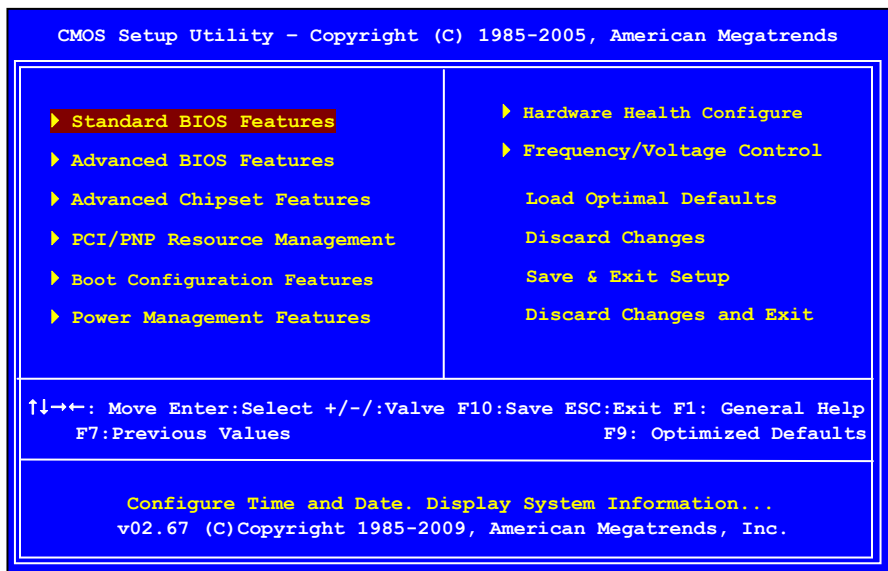 CMOS Setup Utility – Copyright (C) 1985-2005, American Megatrends
Standard BIOS Features
Advanced BIOS Features
Advanced Chipset Features
PCI/PNP Resource Management
Boot Configuration Features
Power Management Features
Hardware Health Configure
Frequency/Voltage Control
Load Optimal Defaults
Discard Changes
Save & Exit Setup
Discard Changes and Exit
↑↓→←: Move Enter:Select +/-/:Valve F10:Save ESC:Exit F1: General Help
F7:Previous Values F9: Optimized Defaults
Configure Time and Date. Display System Information...
v02.67 (C)Copyright 1985-2009, American Megatrends, Inc.